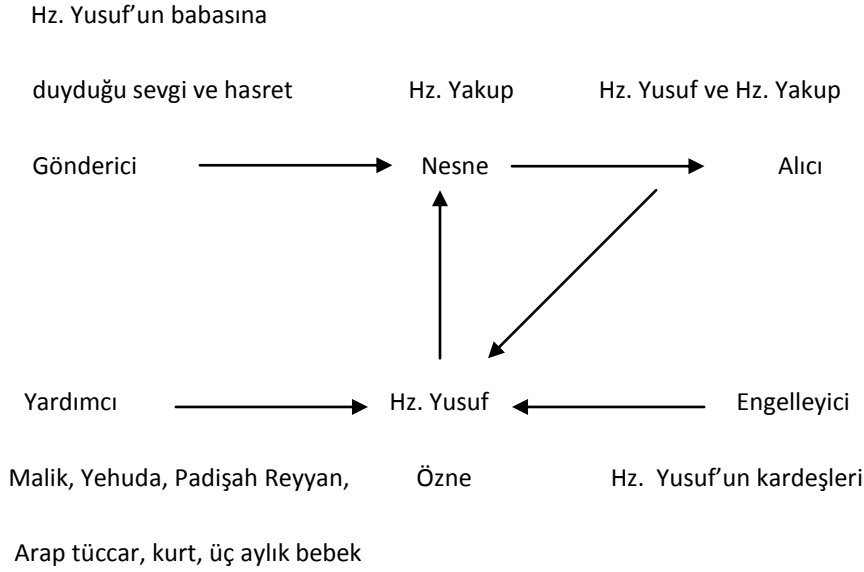 Hz. Yusuf’un babasına
duyduğu sevgi ve hasret Hz. Yakup Hz. Yusuf ve Hz. Yakup
Gönderici Nesne Alıcı
Yardımcı Hz. Yusuf Engelleyici
Malik, Yehuda, Padişah Reyyan, Özne Hz. Yusuf’un kardeşleri
Arap tüccar, kurt, üç aylık bebek